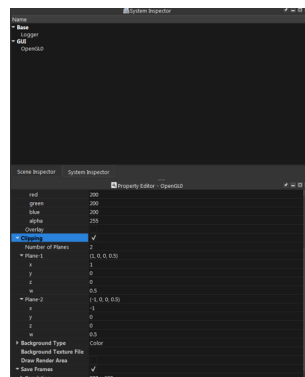 System Inspector
Name
Base
Logger
GUI
OpenGL0
Scene Inspector System Inspector
Property Editor - OpenGL0
red 200
green 200
blue 200
alpha 255
Overlay
Clipping ✓
Number of Planes 2
Plane-1 (1, 0, 0, 0.5)
x 1
y 0
z 0
w 0.5
Plane-2 (-1, 0, 0, 0.5)
x -1
y 0
z 0
w 0.5
Background Type Color
Background Texture File
Draw Render Area
Save Frames ✓